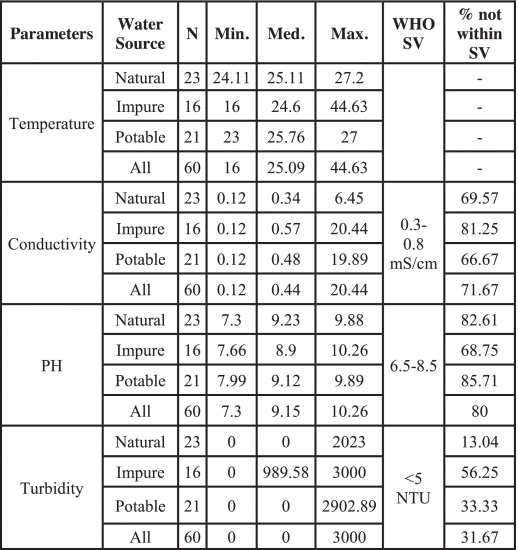 Parameters Water Source N Min. Med. Max. WHO SV % not within SV
Temperature
Natural 23 24.11 25.11 27.2 -
Impure 16 16 24.6 44.63 -
Potable 21 23 25.76 27 -
All 60 16 25.09 44.63 -
Conductivity 0.3-0.8 mS/cm
Natural 23 0.12 0.34 6.45 69.57
Impure 16 0.12 0.57 20.44 81.25
Potable 21 0.12 0.48 19.89 66.67
All 60 0.12 0.44 20.44 71.67
PH 6.5-8.5
Natural 23 7.3 9.23 9.88 82.61
Impure 16 7.66 8.9 10.26 68.75
Potable 21 7.99 9.12 9.89 85.71
All 60 7.3 9.15 10.26 80
Turbidity <5 NTU
Natural 23 0 0 2023 13.04
Impure 16 0 989.58 3000 56.25
Potable 21 0 0 2902.89 33.33
All 60 0 0 3000 31.67